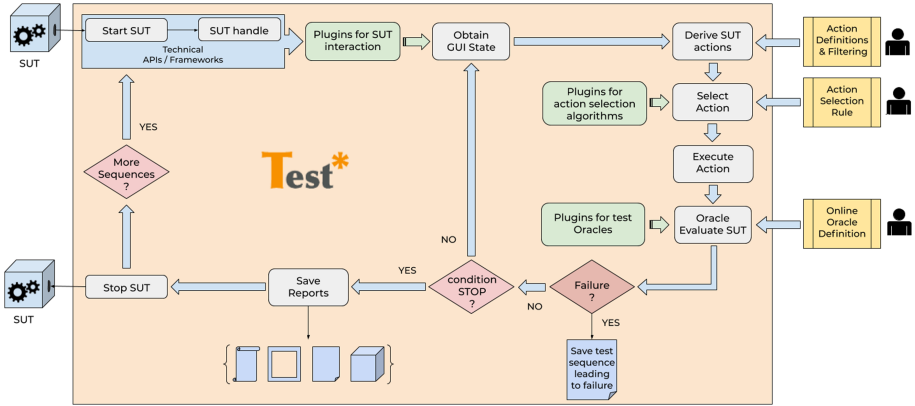 Start SUT
SUT handle
Technical
APIs / Frameworks
SUT
Plugins for SUT
interaction
Obtain
GUI State
Derive SUT
actions
Action
Definitions
& Filtering
Plugins for
action selection
algorithms
Select
Action
Action
Selection
Rule
YES
More
Sequences
?
Test*
Execute
Action
Plugins for test
Oracles
Oracle
Evaluate SUT
Online
Oracle
Definition
NO
Stop SUT
SUT
Save
Reports
YES
condition
STOP
?
NO
Failure
?
YES
Save test
sequence
leading
to failure